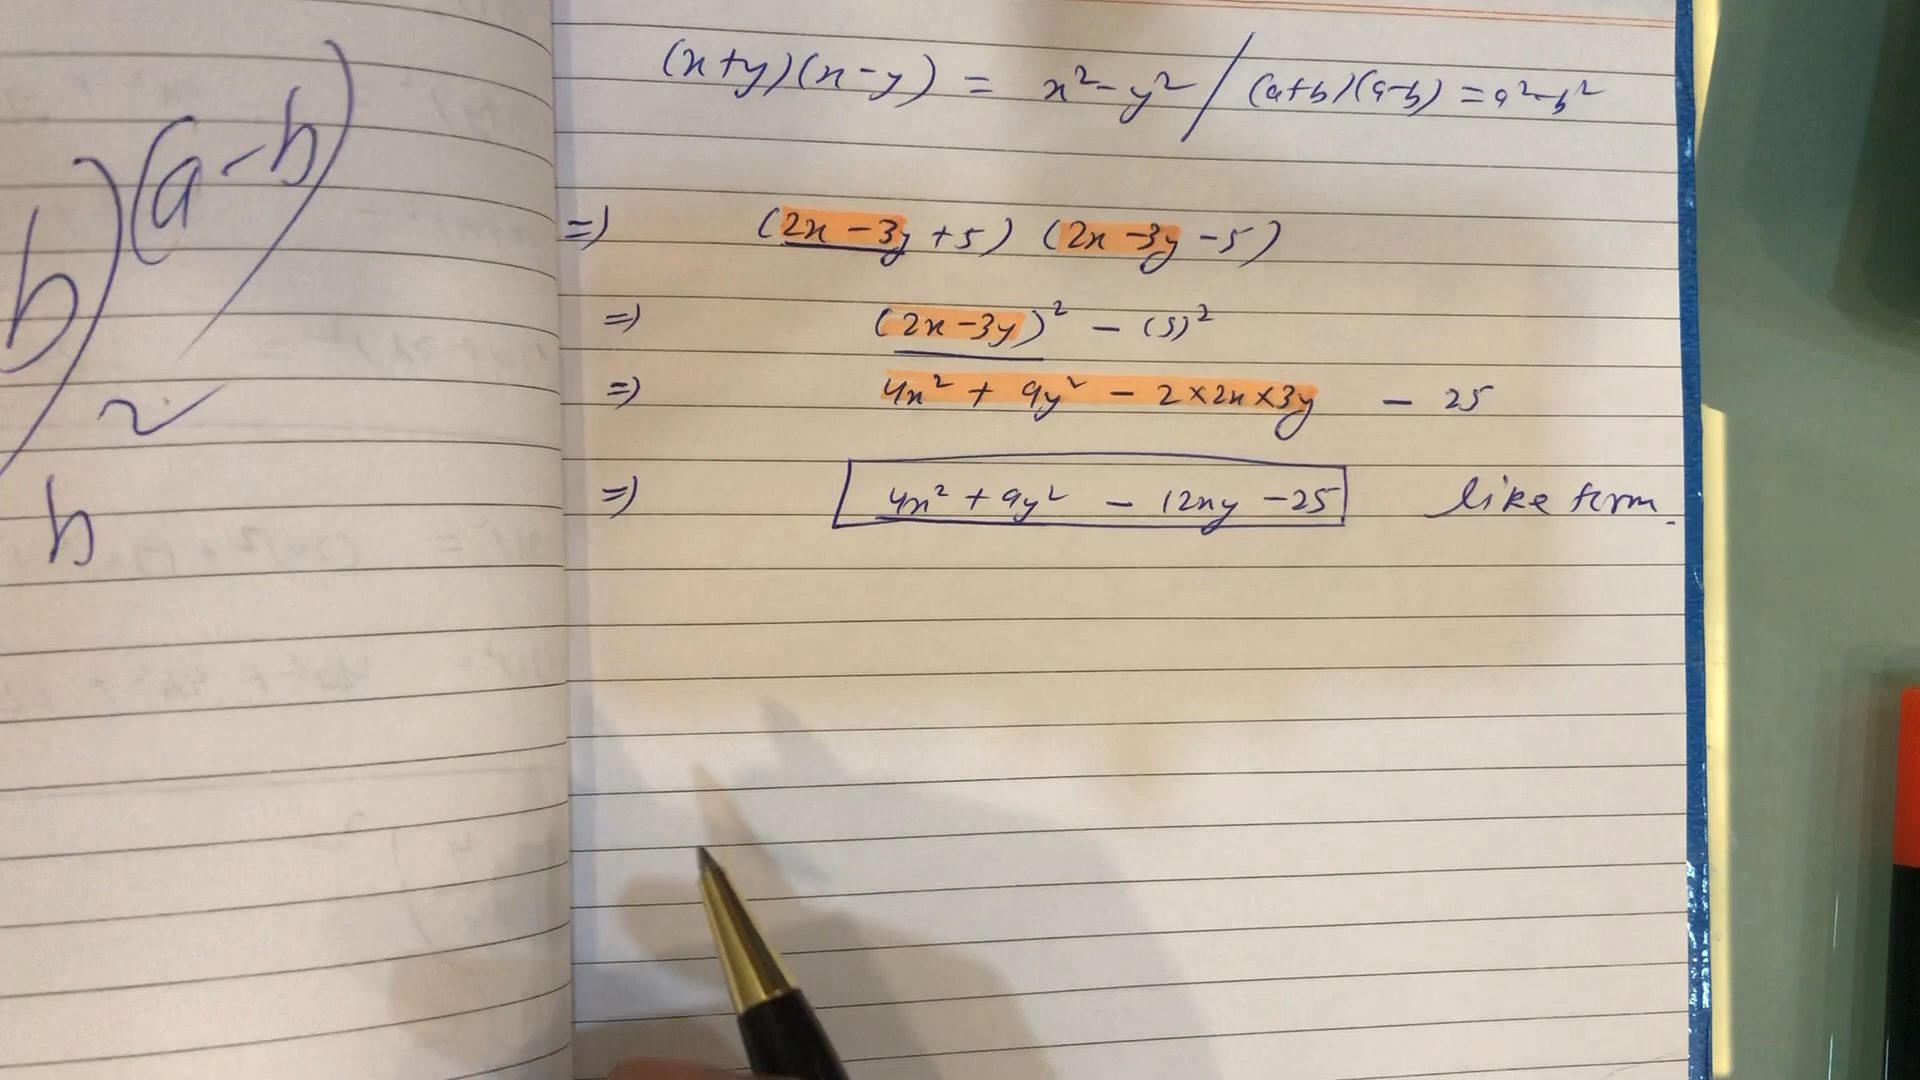 b)(a-b)
2
b
(x+y)(x-y) = x²-y² / (a+b)(a-b) = a²-b²
=) (2x-3y+5) (2x-3y-5)
=) (2x-3y)² - (5)²
=) 4x² + 9y² - 2×2x×3y - 25
=) 4x² + 9y² - 12xy - 25 like term.